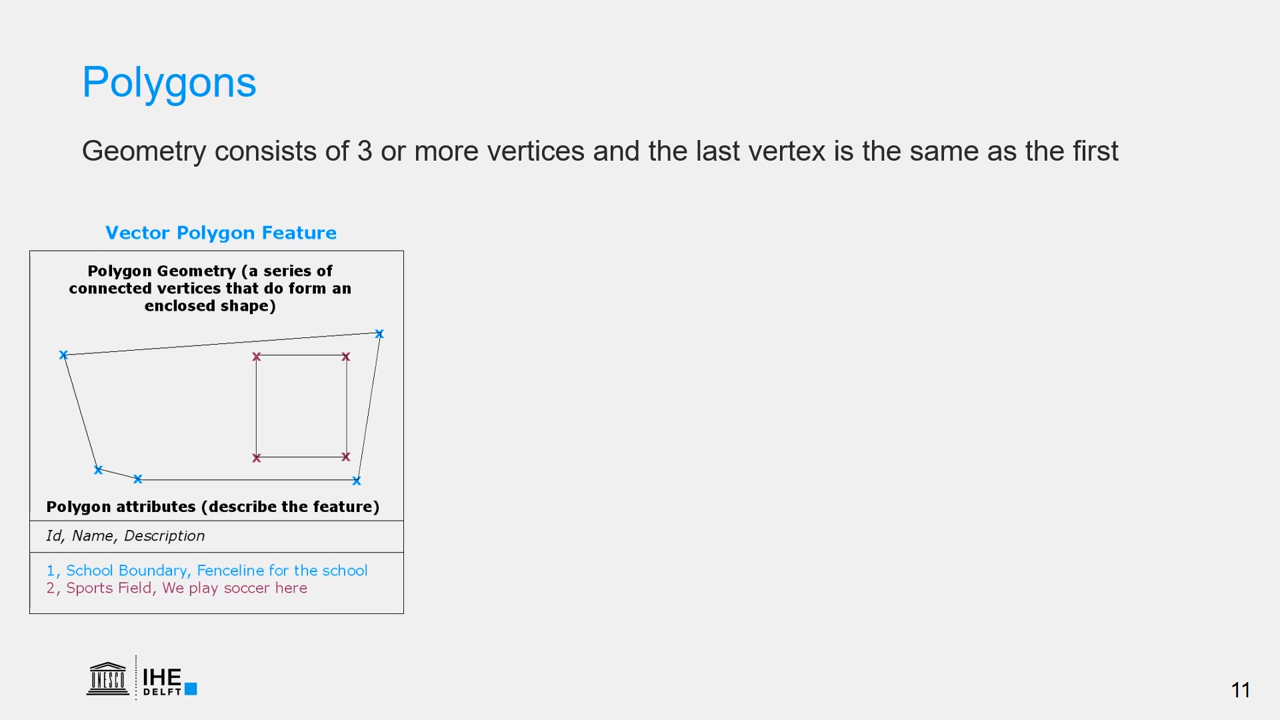 Polygons
Geometry consists of 3 or more vertices and the last vertex is the same as the first
Vector Polygon Feature
Polygon Geometry (a series of
connected vertices that do form an
enclosed shape)
x
x
x
x
x
x
x
x
x
Polygon attributes (describe the feature)
Id, Name, Description
1, School Boundary, Fenceline for the school
2, Sports Field, We play soccer here
UNESCO
IHE
DELFT
11